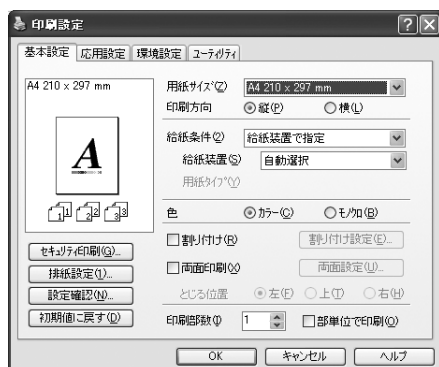 印刷設定
基本設定 応用設定 環境設定 ユーティリティ
A4 210 x 297 mm
A
1 1 2 2 3 3
セキュリティ印刷(G)...
排紙設定(1)...
設定確認(N)...
初期値に戻す(D)
用紙サイズ(Z) A4 210 x 297 mm
印刷方向 縦(P) 横(L)
給紙条件(2) 給紙装置で指定
給紙装置(S) 自動選択
用紙タイプ(Y)
色 カラー(C) モノクロ(B)
割り付け(R) 割り付け設定(E)...
両面印刷(X) 両面設定(U)...
とじる位置 左(F) 上(T) 右(H)
印刷部数(I) 1 部単位で印刷(O)
OK キャンセル ヘルプ